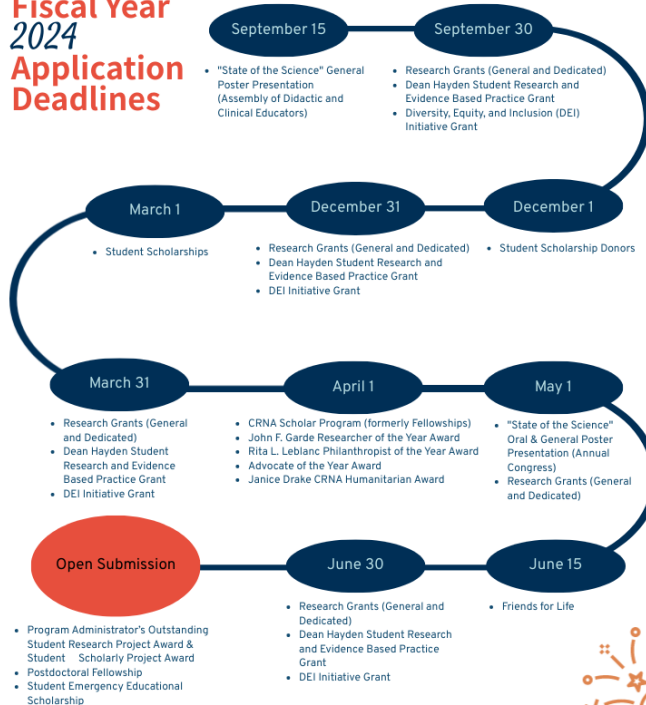 Fiscal Year
2024
Application
Deadlines
September 15
• "State of the Science" General
Poster Presentation
(Assembly of Didactic and
Clinical Educators)
September 30
• Research Grants (General and Dedicated)
• Dean Hayden Student Research and
Evidence Based Practice Grant
• Diversity, Equity, and Inclusion (DEI)
Initiative Grant
December 1
• Student Scholarship Donors
December 31
• Research Grants (General and Dedicated)
• Dean Hayden Student Research and
Evidence Based Practice Grant
• DEI Initiative Grant
March 1
• Student Scholarships
March 31
• Research Grants (General
and Dedicated)
• Dean Hayden Student
Research and Evidence
Based Practice Grant
• DEI Initiative Grant
April 1
• CRNA Scholar Program (formerly Fellowships)
• John F. Garde Researcher of the Year Award
• Rita L. Leblanc Philanthropist of the Year Award
• Advocate of the Year Award
• Janice Drake CRNA Humanitarian Award
May 1
• "State of the Science"
Oral & General Poster
Presentation (Annual
Congress)
• Research Grants (General
and Dedicated)
June 15
• Friends for Life
June 30
• Research Grants (General and
Dedicated)
• Dean Hayden Student Research
and Evidence Based Practice
Grant
• DEI Initiative Grant
Open Submission
• Program Administrator's Outstanding
Student Research Project Award &
Student Scholarly Project Award
• Postdoctoral Fellowship
• Student Emergency Educational
Scholarship